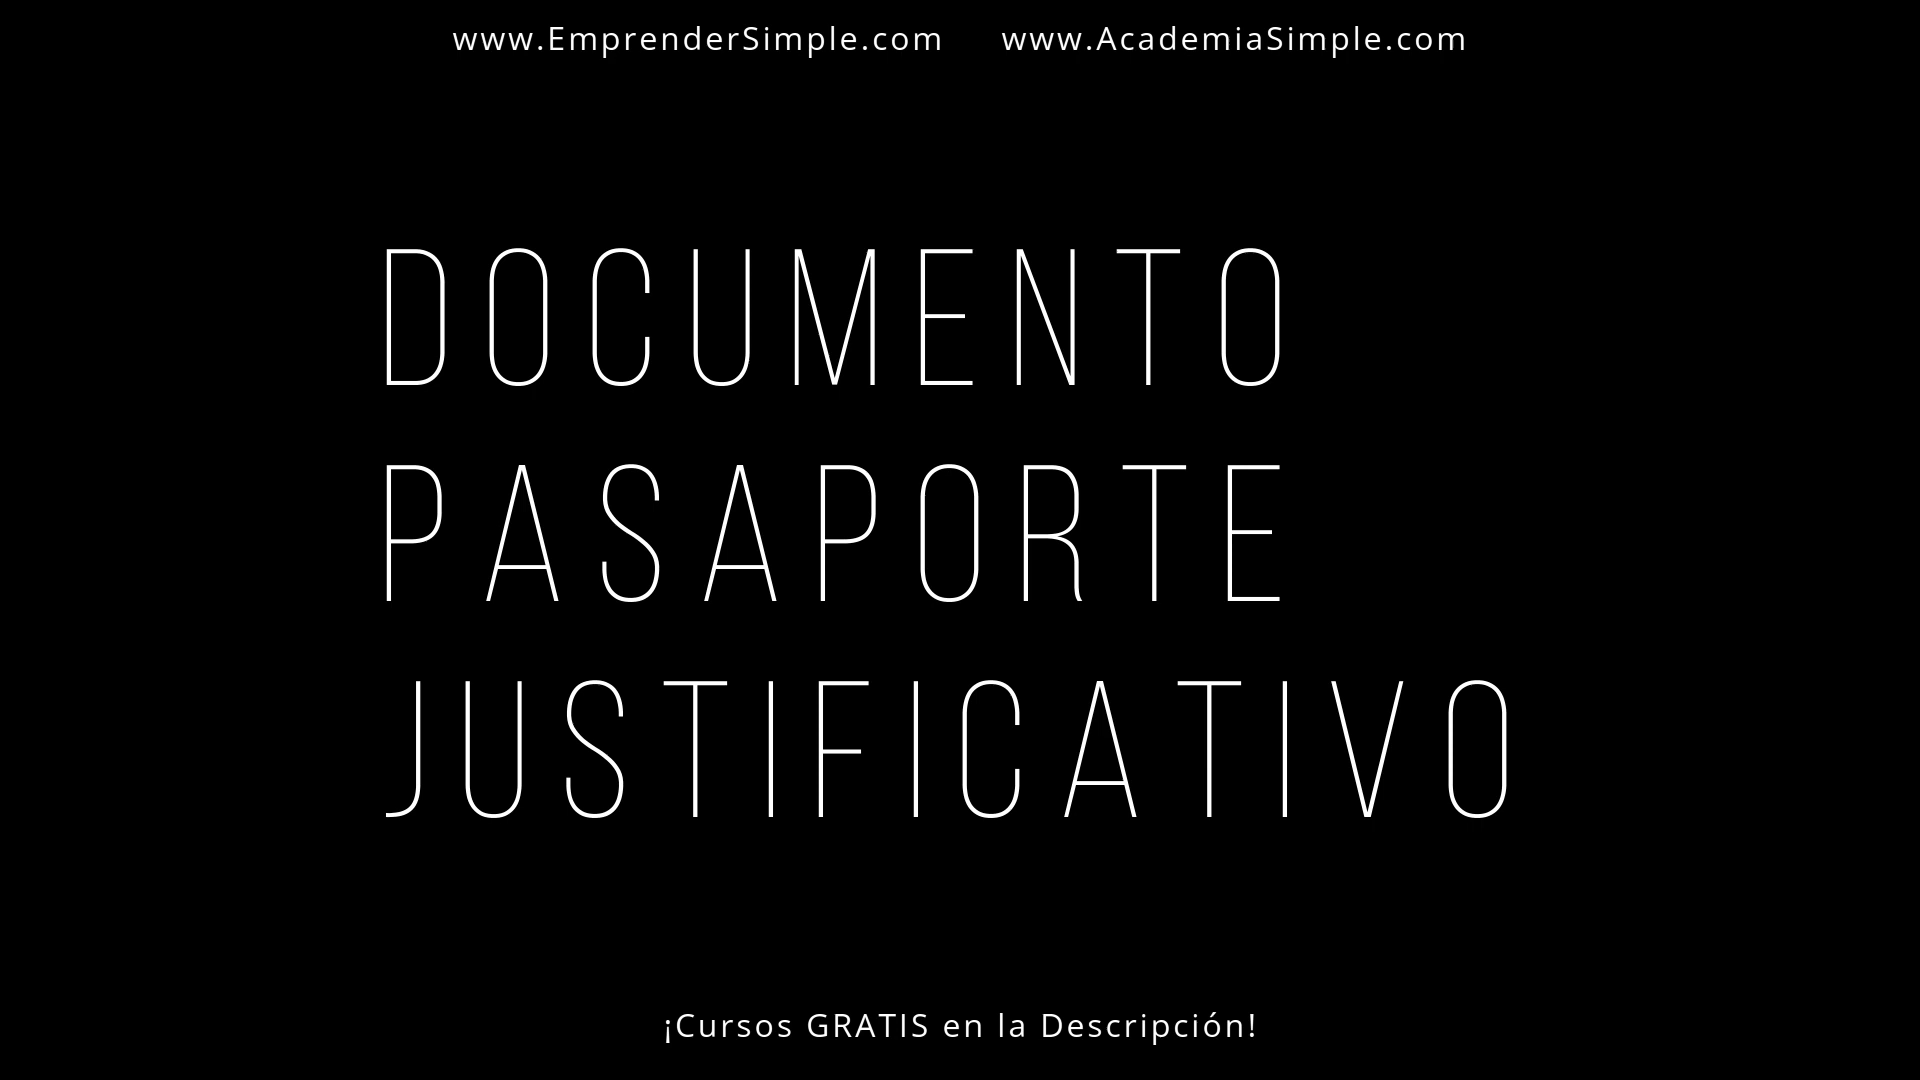 www.EmprenderSimple.com www.AcademiaSimple.com
DOCUMENTO
PASAPORTE
JUSTIFICATIVO
¡Cursos GRATIS en la Descripción!